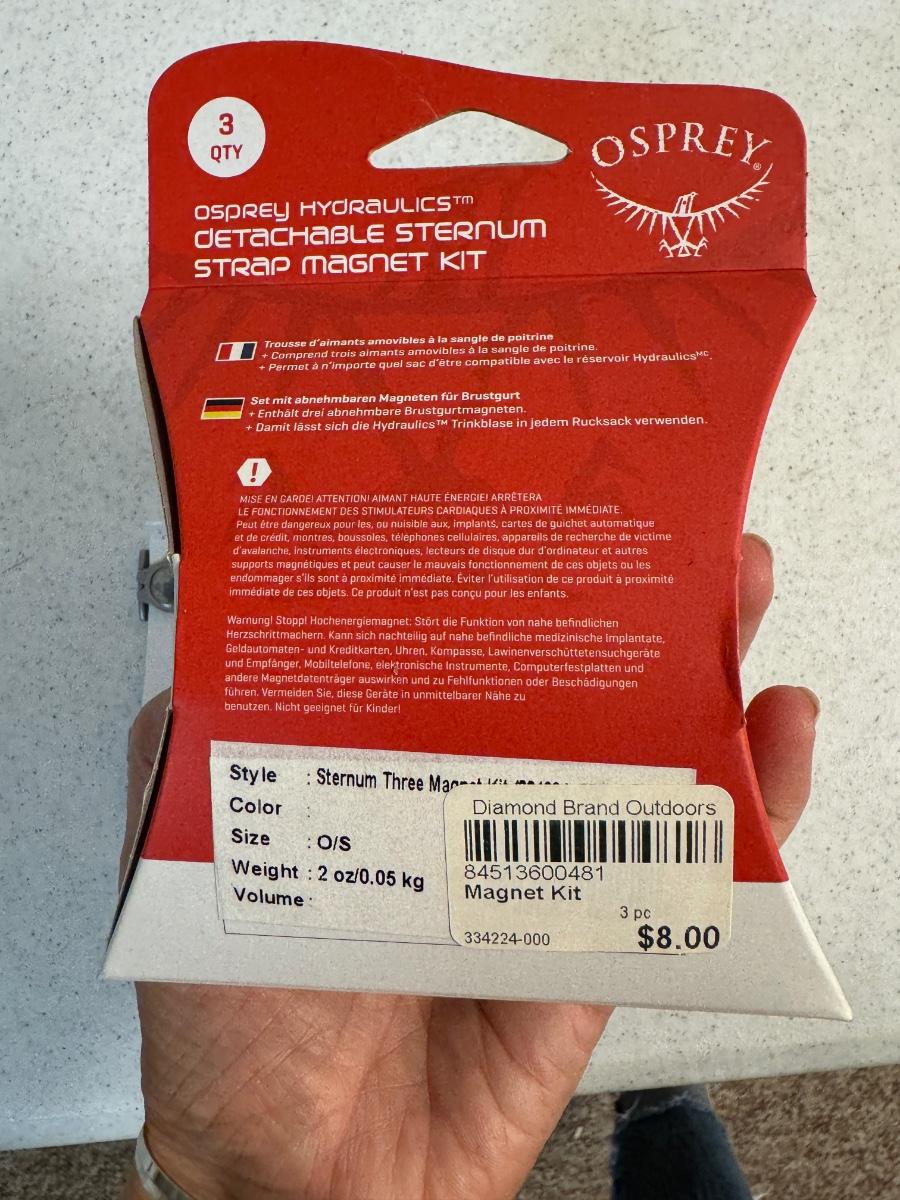 3
QTY
OSPREY®
OSPREY HYDRAULICS™
DETACHABLE STERNUM
STRAP MAGNET KIT
Trousse d'aimants amovibles à la sangle de poitrine
+ Comprend trois aimants amovibles à la sangle de poitrine.
+ Permet à n'importe quel sac d'être compatible avec le réservoir Hydraulicsᴹᶜ.
Set mit abnehmbaren Magneten für Brustgurt
+ Enthält drei abnehmbare Brustgurtmagneten.
+ Damit lässt sich die Hydraulics™ Trinkblase in jedem Rucksack verwenden.
!
MISE EN GARDE! ATTENTION! AIMANT HAUTE ÉNERGIE! ARRÊTERA
LE FONCTIONNEMENT DES STIMULATEURS CARDIAQUES À PROXIMITÉ IMMÉDIATE.
Peut être dangereux pour les, ou nuisible aux, implants, cartes de guichet automatique
et de crédit, montres, boussoles, téléphones cellulaires, appareils de recherche de victime
d'avalanche, instruments électroniques, lecteurs de disque dur d'ordinateur et autres
supports magnétiques et peut causer le mauvais fonctionnement de ces objets ou les
endommager s'ils sont à proximité immédiate. Éviter l'utilisation de ce produit à proximité
immédiate de ces objets. Ce produit n'est pas conçu pour les enfants.
Warnung! Stopp! Hochenergiemagnet: Stört die Funktion von nahe befindlichen
Herzschrittmachern. Kann sich nachteilig auf nahe befindliche medizinische Implantate,
Geldautomaten- und Kreditkarten, Uhren, Kompasse, Lawinenverschüttetensuchgeräte
und Empfänger, Mobiltelefone, elektronische Instrumente, Computerfestplatten und
andere Magnetdatenträger auswirken und zu Fehlfunktionen oder Beschädigungen
führen. Vermeiden Sie, diese Geräte in unmittelbarer Nähe zu
benutzen. Nicht geeignet für Kinder!
Style : Sternum Three Magnet Kit
Color :
Size : O/S
Weight : 2 oz/0.05 kg
Volume :
Diamond Brand Outdoors
84513600481
Magnet Kit
3 pc
334224-000 $8.00